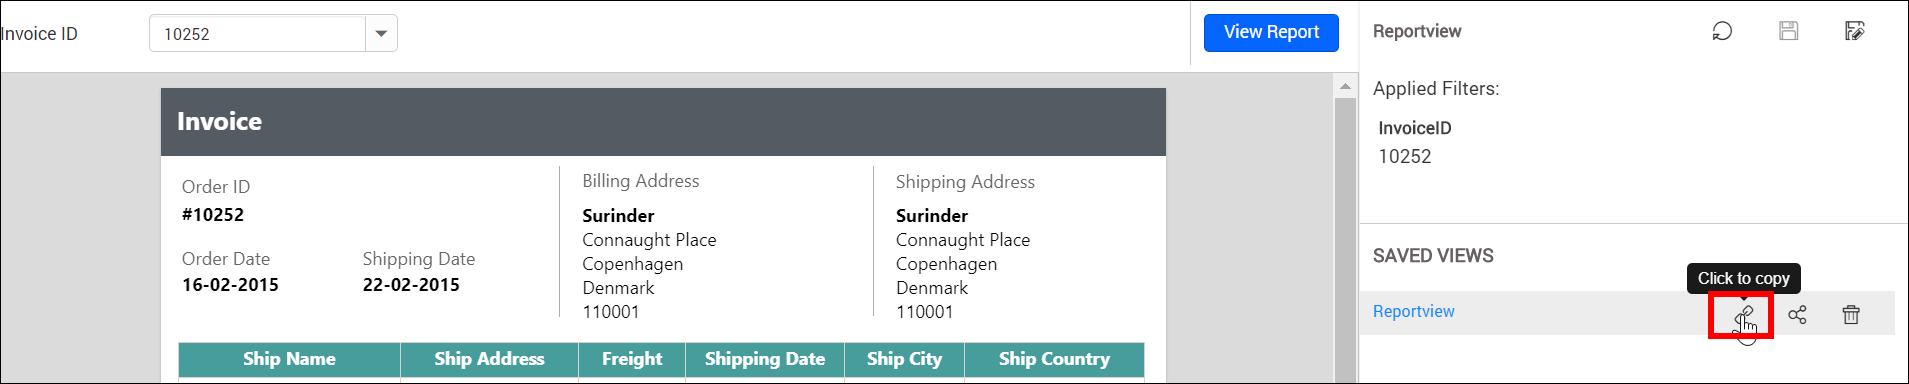 Invoice ID
10252
View Report
Invoice
Order ID
#10252
Order Date
16-02-2015
Shipping Date
22-02-2015
Billing Address
Surinder
Connaught Place
Copenhagen
Denmark
110001
Shipping Address
Surinder
Connaught Place
Copenhagen
Denmark
110001
Ship Name Ship Address Freight Shipping Date Ship City Ship Country
Reportview
Applied Filters:
InvoiceID
10252
SAVED VIEWS
Click to copy
Reportview